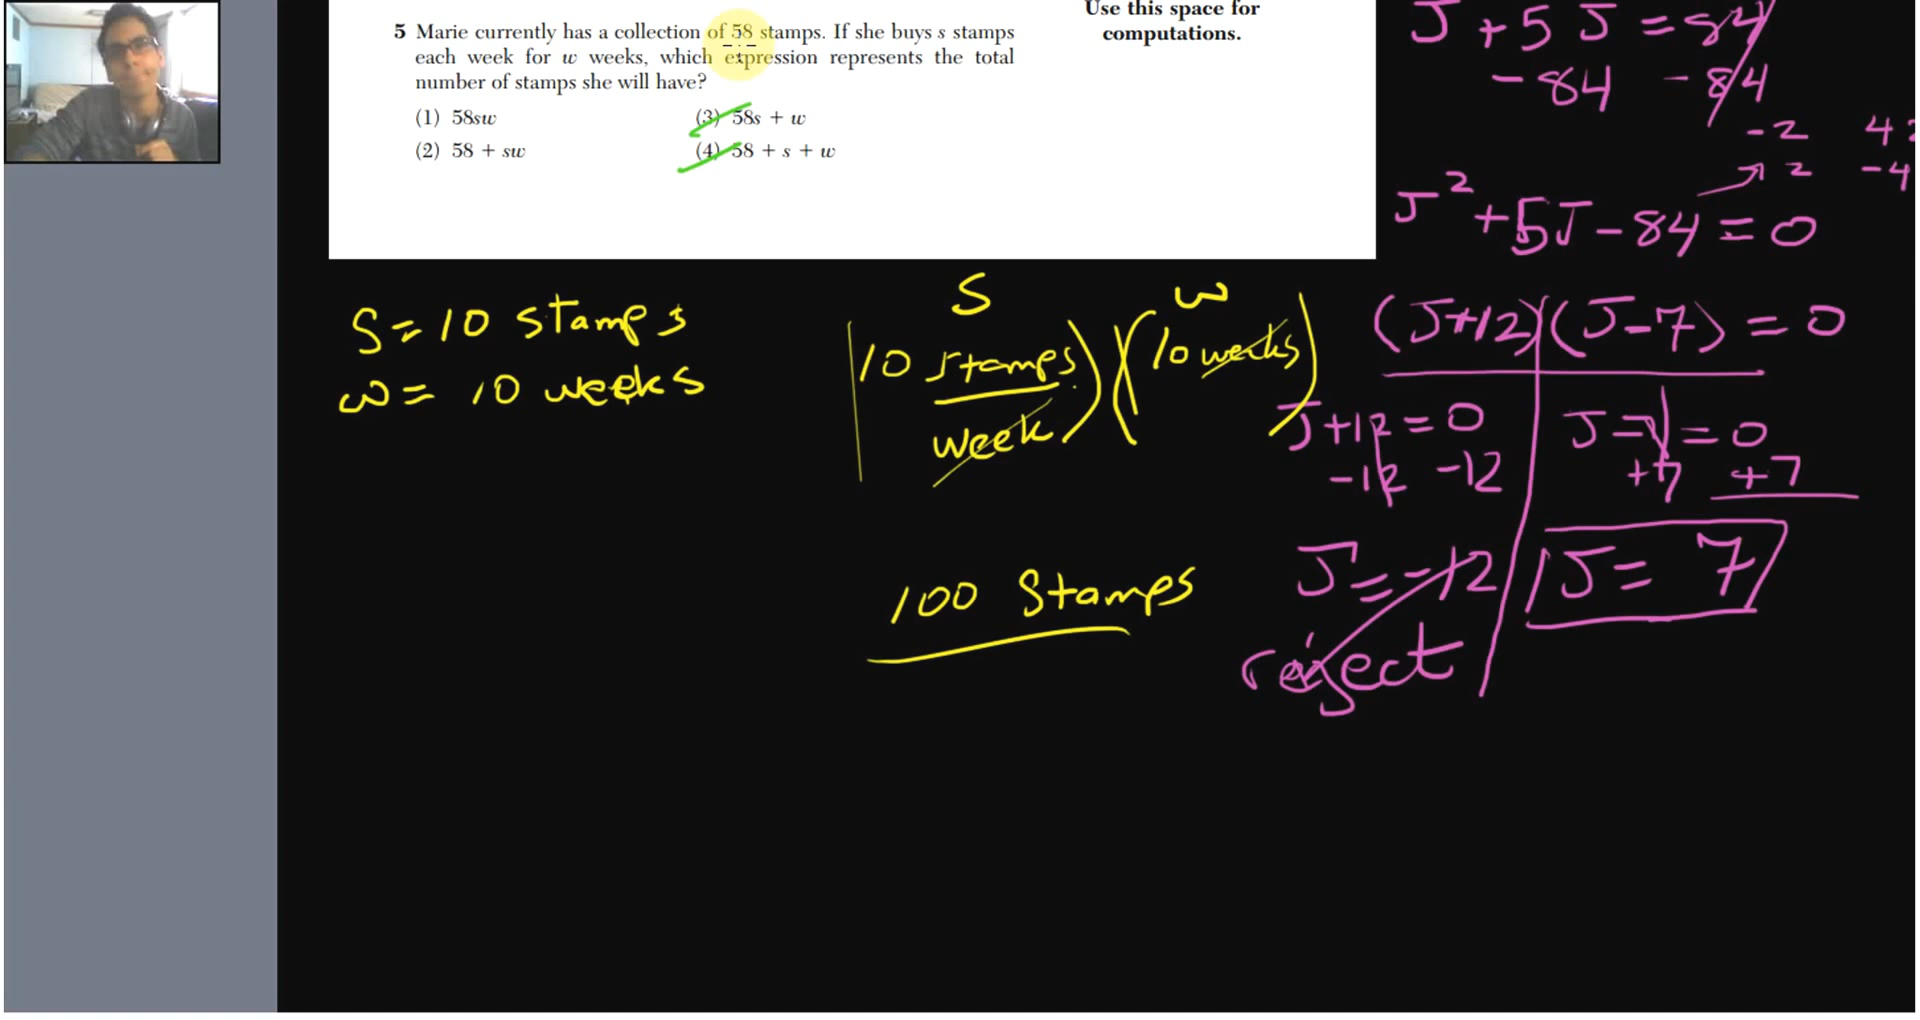 Use this space for
computations.
5 Marie currently has a collection of 58 stamps. If she buys s stamps
each week for w weeks, which expression represents the total
number of stamps she will have?
(1) 58sw
(3) 58s + w
(2) 58 + sw
(4) 58 + s + w
S = 10 stamps
w = 10 weeks
S
w
10 stamps
10 weeks
week
100 Stamps
J + 5 J = 84
- 84 - 84
-2 4
2 -4
J² + 5J - 84 = 0
(J+12)(J-7) = 0
J+12 = 0
-12 -12
J = -12
reject
J - 7 = 0
+7 +7
J = 7